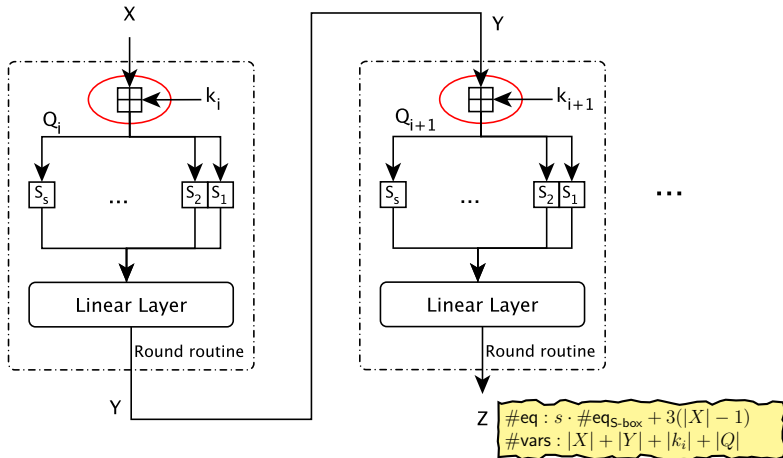 X
k_i
Q_i
S_s ... S_2 S_1
Linear Layer
Round routine
Y
Y
k_{i+1}
Q_{i+1}
S_s ... S_2 S_1
Linear Layer
Round routine
Z
...
#eq : s · #eq_{S-box} + 3(|X| − 1)
#vars : |X| + |Y| + |k_i| + |Q|